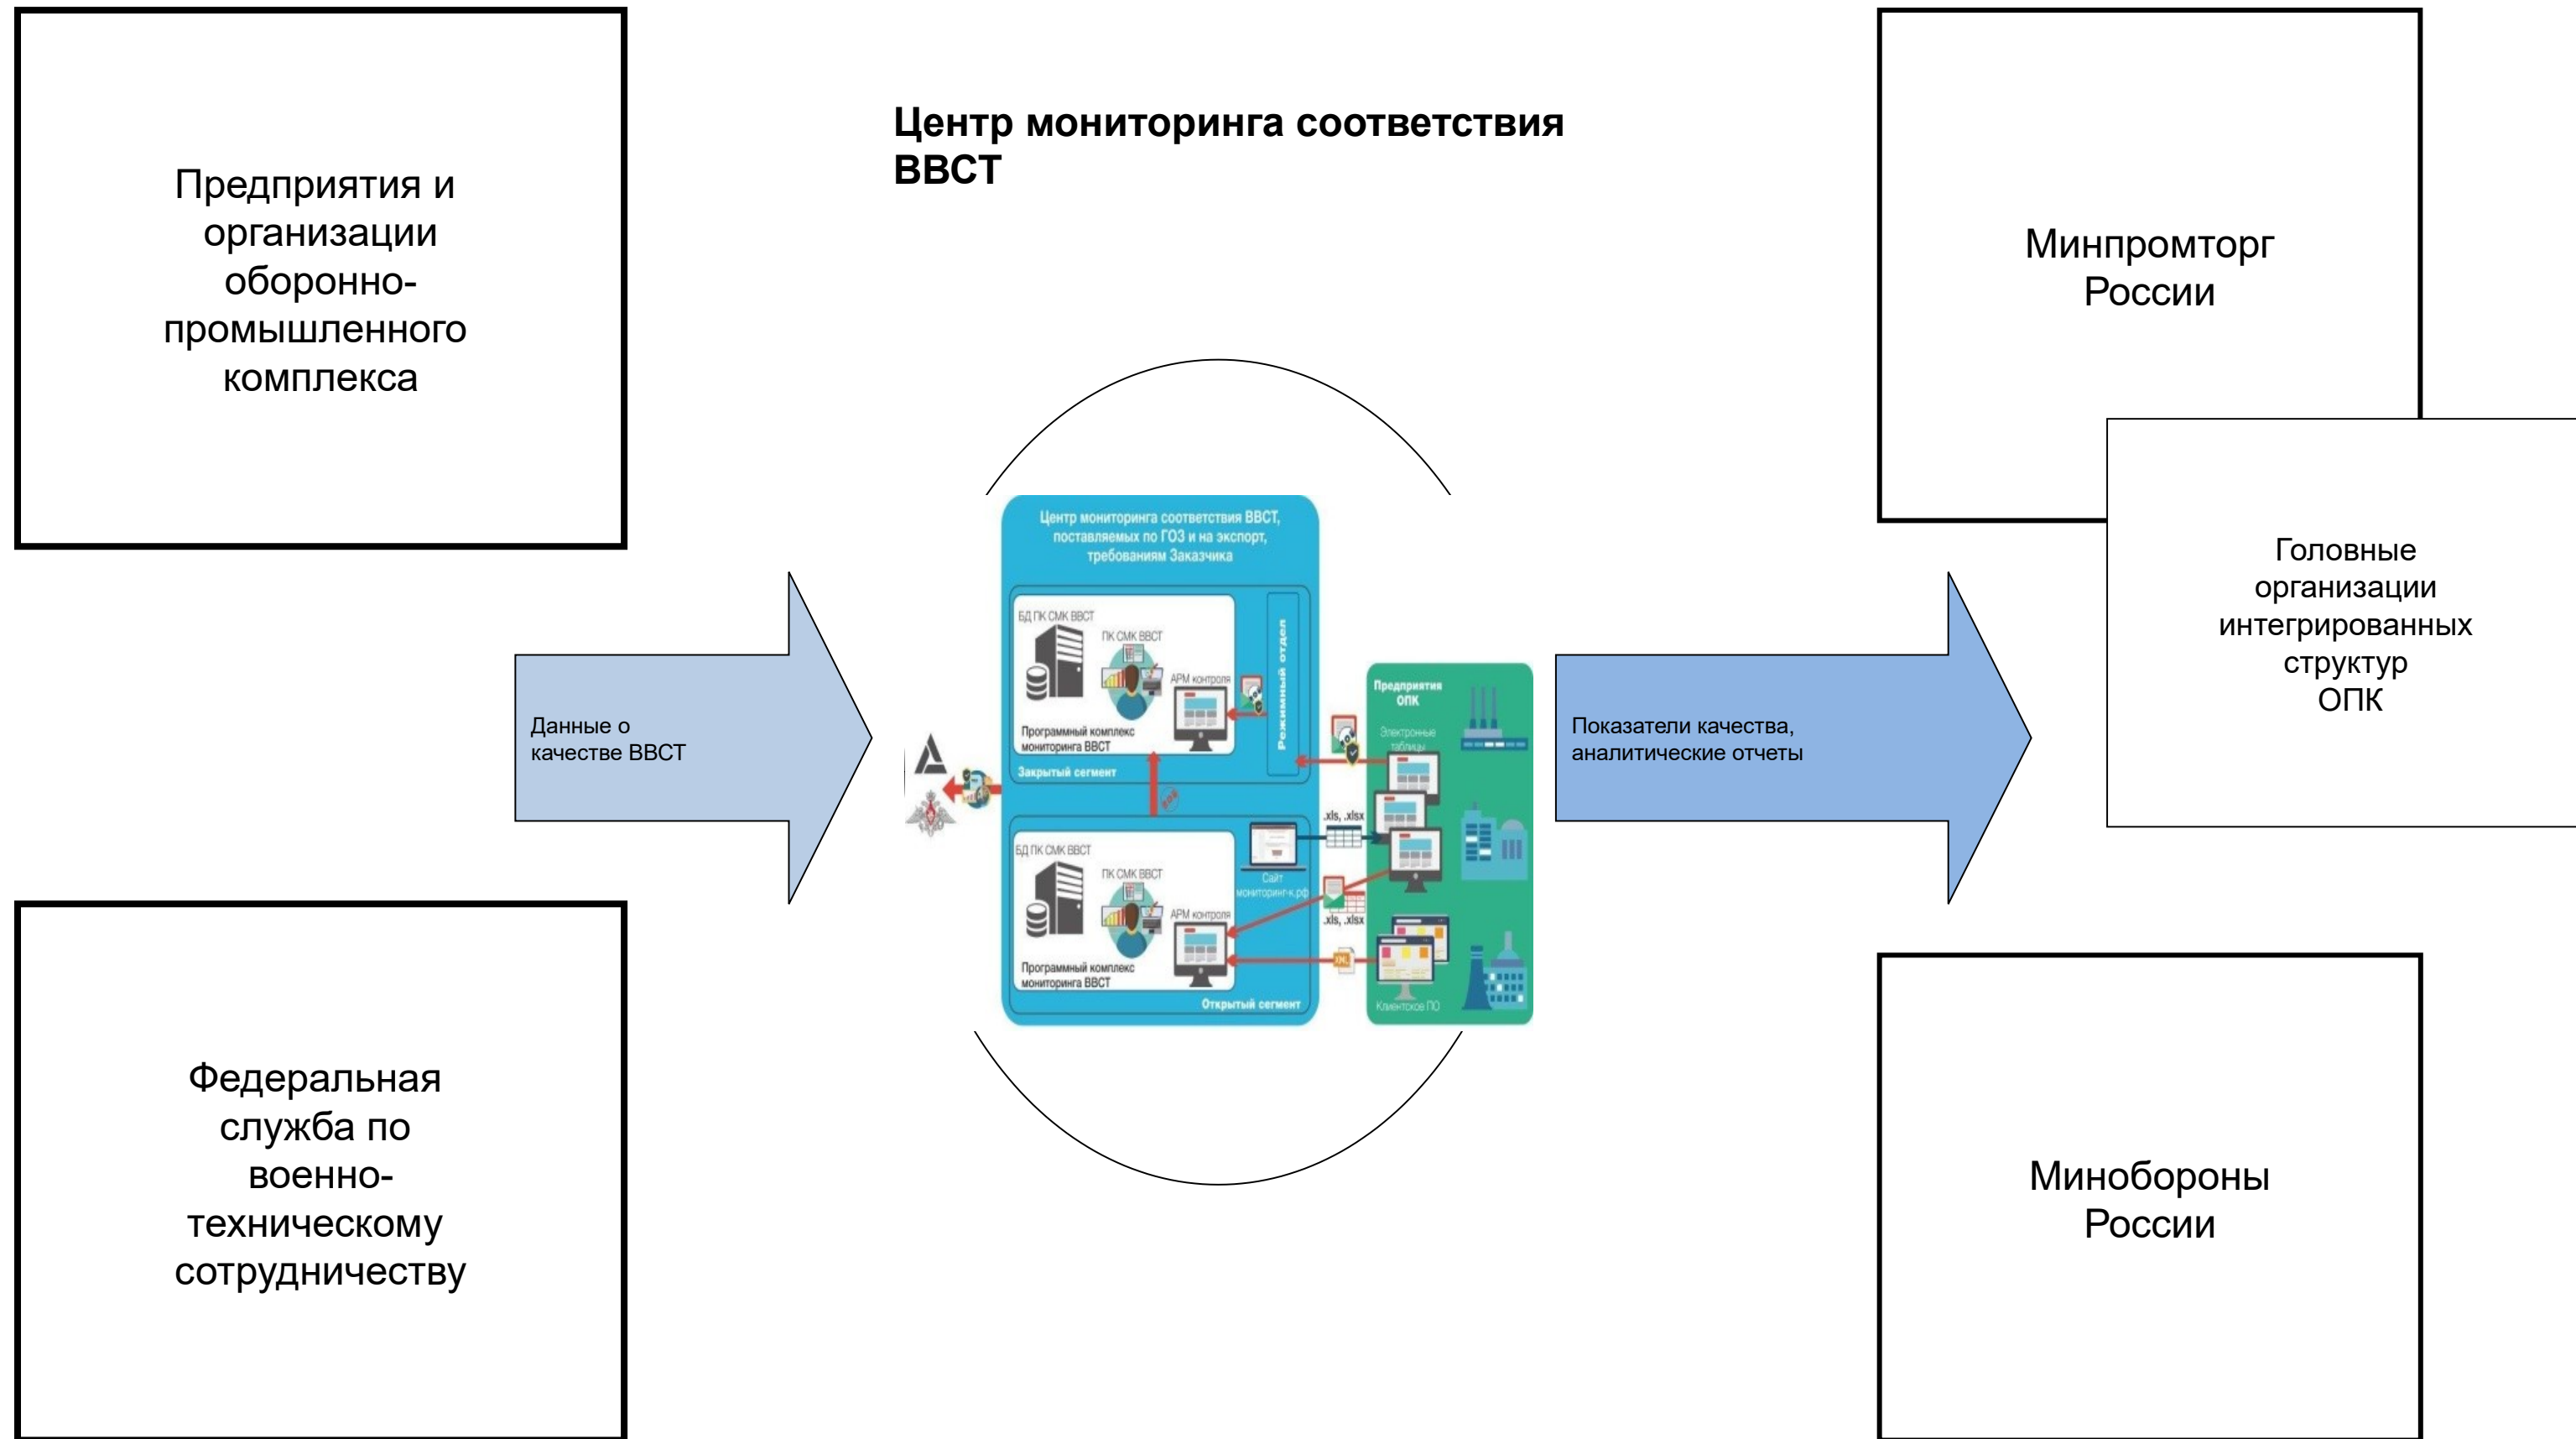 Предприятия и
организации
оборонно-
промышленного
комплекса
Центр мониторинга соответствия
ВВСТ
Минпромторг
России
Головные
организации
интегрированных
структур
ОПК
Данные о
качестве ВВСТ
Центр мониторинга соответствия ВВСТ,
поставляемых по ГОЗ и на экспорт,
требованиям Заказчика
БД ПК СМК ВВСТ
ПК СМК ВВСТ
АРМ контроля
Программный комплекс
мониторинга ВВСТ
Режимный отдел
Закрытый сегмент
БД ПК СМК ВВСТ
ПК СМК ВВСТ
АРМ контроля
Программный комплекс
мониторинга ВВСТ
Сайт
мониторинг-к.рф
Открытый сегмент
.xls, .xlsx
.xls, .xlsx
XML
Предприятия
ОПК
Электронные
таблицы
Клиентское ПО
Показатели качества,
аналитические отчеты
Федеральная
служба по
военно-
техническому
сотрудничеству
Минобороны
России